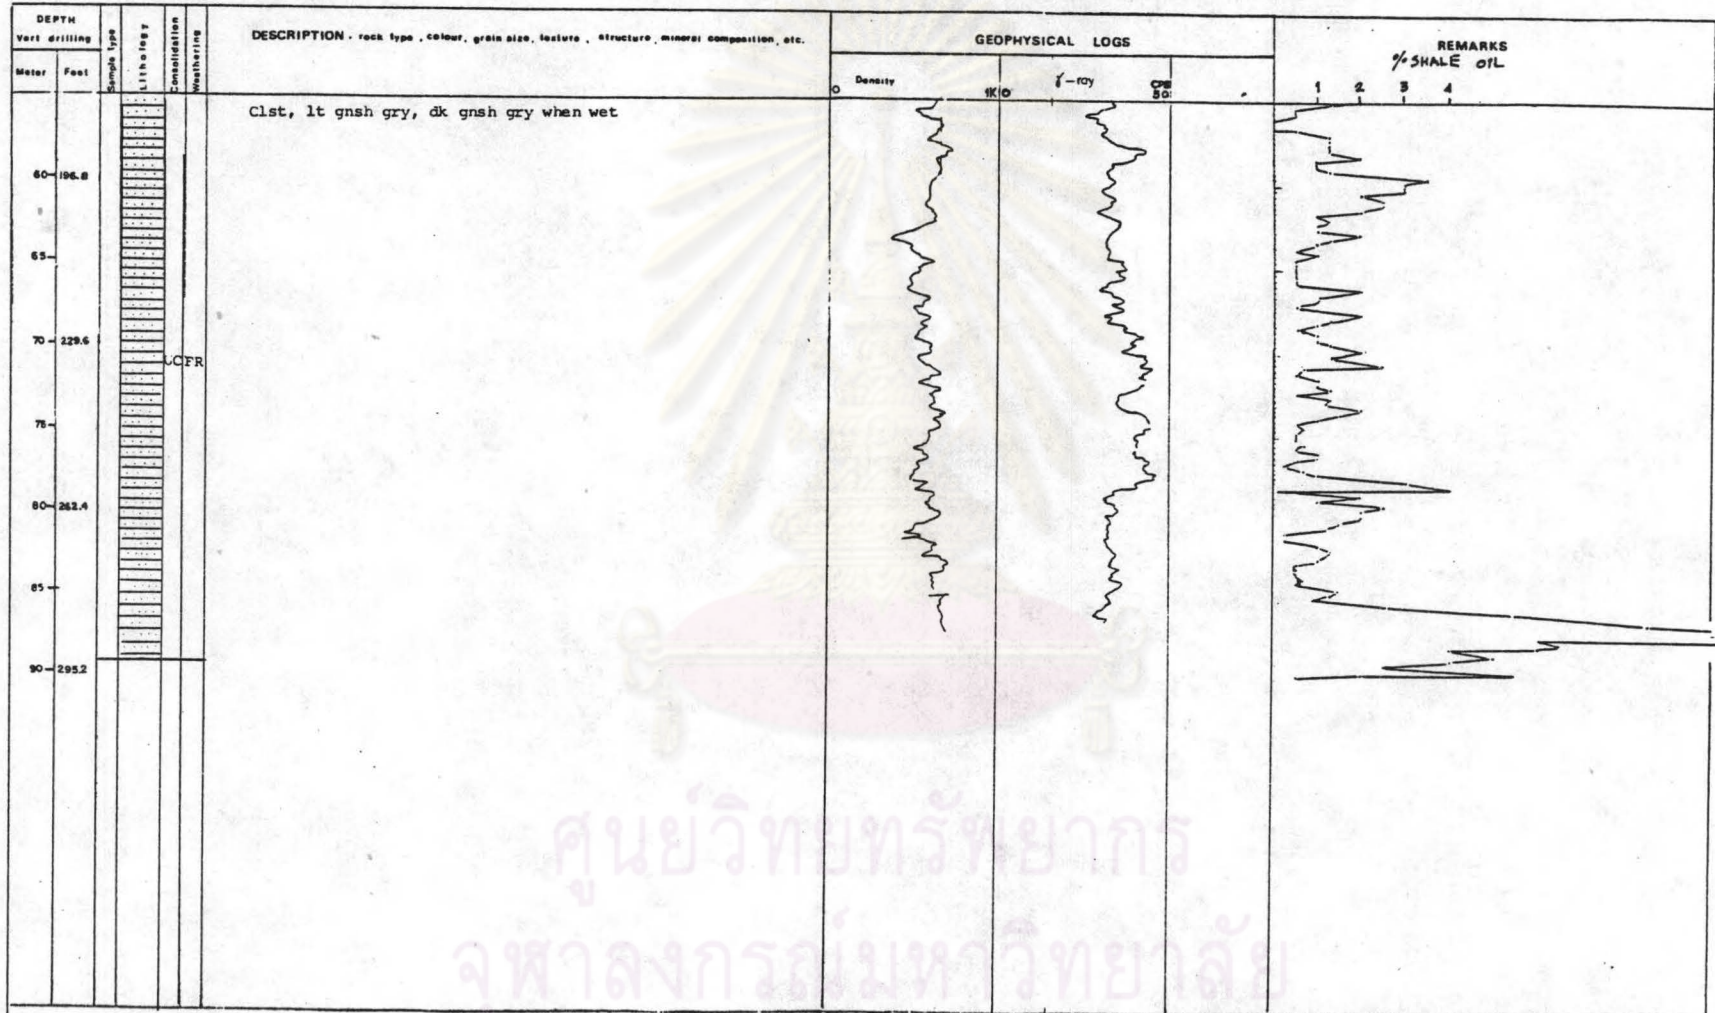 DEPTH
Vert drilling
Meter Feet
Sample type
Lithology
Consolidation
Weathering
DESCRIPTION - rock type , colour, grain size, texture , structure, mineral composition, etc.
GEOPHYSICAL LOGS
Density
γ-ray
0
1K 0
CPS
50
REMARKS
% SHALE OIL
1 2 3 4
Clst, lt gnsh gry, dk gnsh gry when wet
60 196.8
65
70 229.6
UC FR
75
80 262.4
85
90 295.2
ศูนย์วิทยทรัพยากร
จุฬาลงกรณ์มหาวิทยาลัย